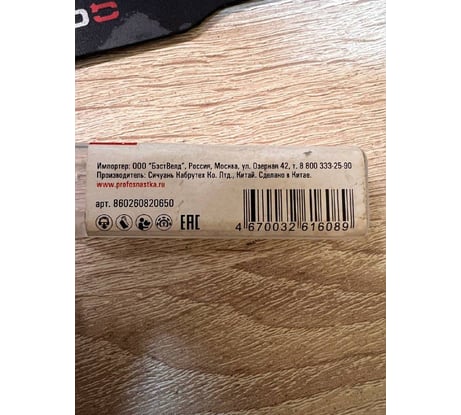 Импортер: ООО "БэстВелд", Россия, Москва, ул. Озерная 42, т. 8 800 333-25-90
Производитель: Сичуань Кабрутех Ко. Лтд., Китай. Сделано в Китае.
www.profosnastka.ru
арт. 860260820650
EAC
4 670032 616089